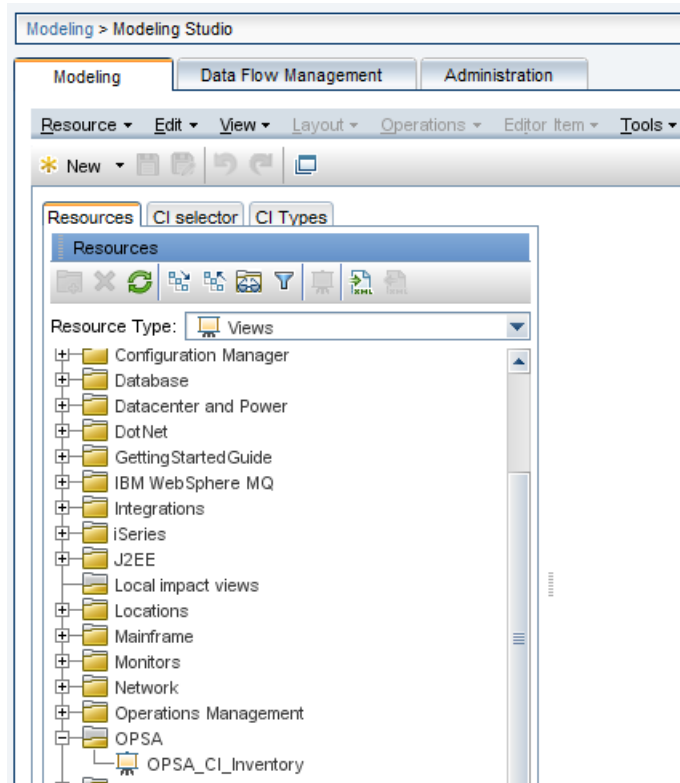 Modeling > Modeling Studio
Modeling Data Flow Management Administration
Resource Edit View Layout Operations Editor Item Tools
New
Resources CI selector CI Types
Resources
XML XML
Resource Type: Views
Configuration Manager
Database
Datacenter and Power
DotNet
GettingStartedGuide
IBM WebSphere MQ
Integrations
iSeries
J2EE
Local impact views
Locations
Mainframe
Monitors
Network
Operations Management
OPSA
OPSA_CI_Inventory